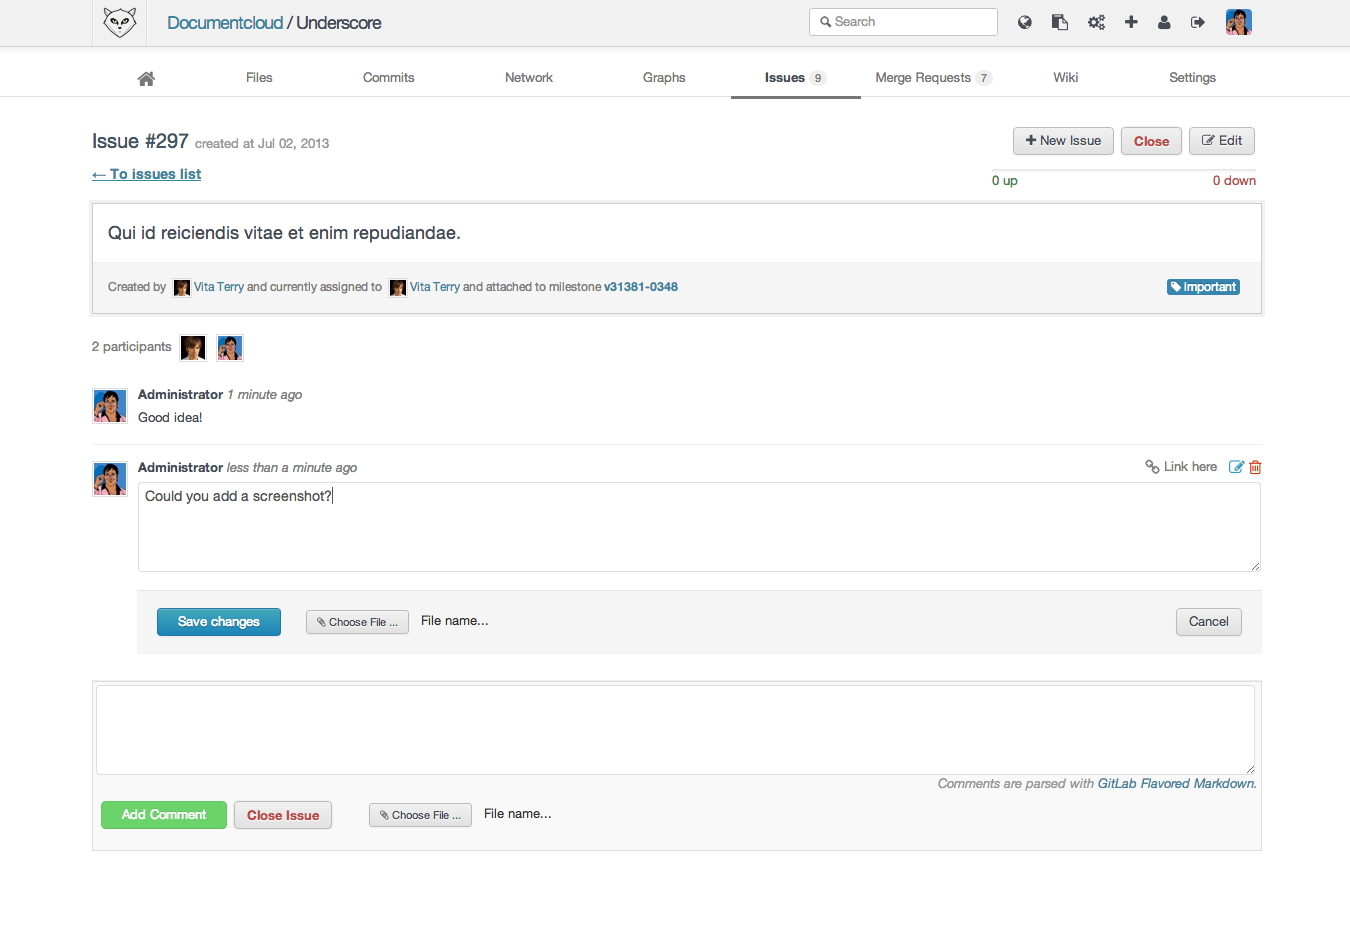 Documentcloud / Underscore
Search
Files
Commits
Network
Graphs
Issues 9
Merge Requests 7
Wiki
Settings
Issue #297 created at Jul 02, 2013
New Issue
Close
Edit
← To issues list
0 up
0 down
Qui id reiciendis vitae et enim repudiandae.
Created by Vita Terry and currently assigned to Vita Terry and attached to milestone v31381-0348
Important
2 participants
Administrator 1 minute ago
Good idea!
Administrator less than a minute ago
Link here
Could you add a screenshot?
Save changes
Choose File ...
File name...
Cancel
Comments are parsed with GitLab Flavored Markdown.
Add Comment
Close Issue
Choose File ...
File name...